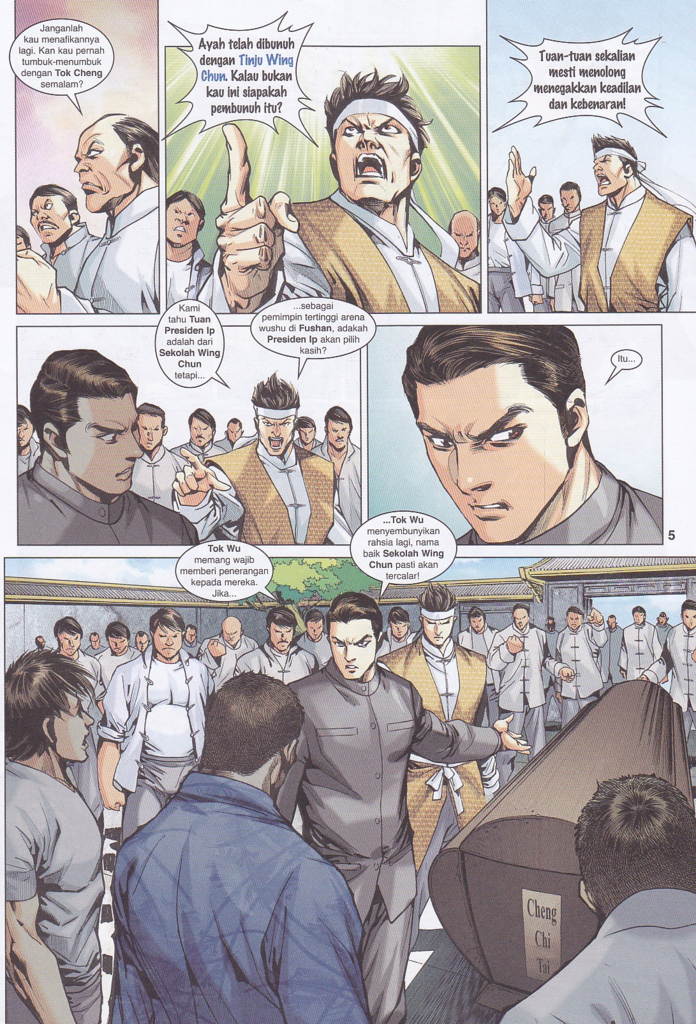 Janganlah
kau menafikannya
lagi. Kan kau pernah
tumbuk-menumbuk
dengan Tok Cheng
semalam?
Ayah telah dibunuh
dengan Tinju Wing
Chun. Kalau bukan
kau ini siapakah
pembunuh itu?
Tuan-tuan sekalian
mesti menolong
menegakkan keadilan
dan kebenaran!
Kami
tahu Tuan
Presiden Ip
adalah dari
Sekolah Wing
Chun
tetapi...
...sebagai
pemimpin tertinggi arena
wushu di Fushan, adakah
Presiden Ip akan pilih
kasih?
Itu...
5
Tok Wu
memang wajib
memberi penerangan
kepada mereka.
Jika...
...Tok Wu
menyembunyikan
rahsia lagi, nama
baik Sekolah Wing
Chun pasti akan
tercalar!
Cheng
Chi
Tai